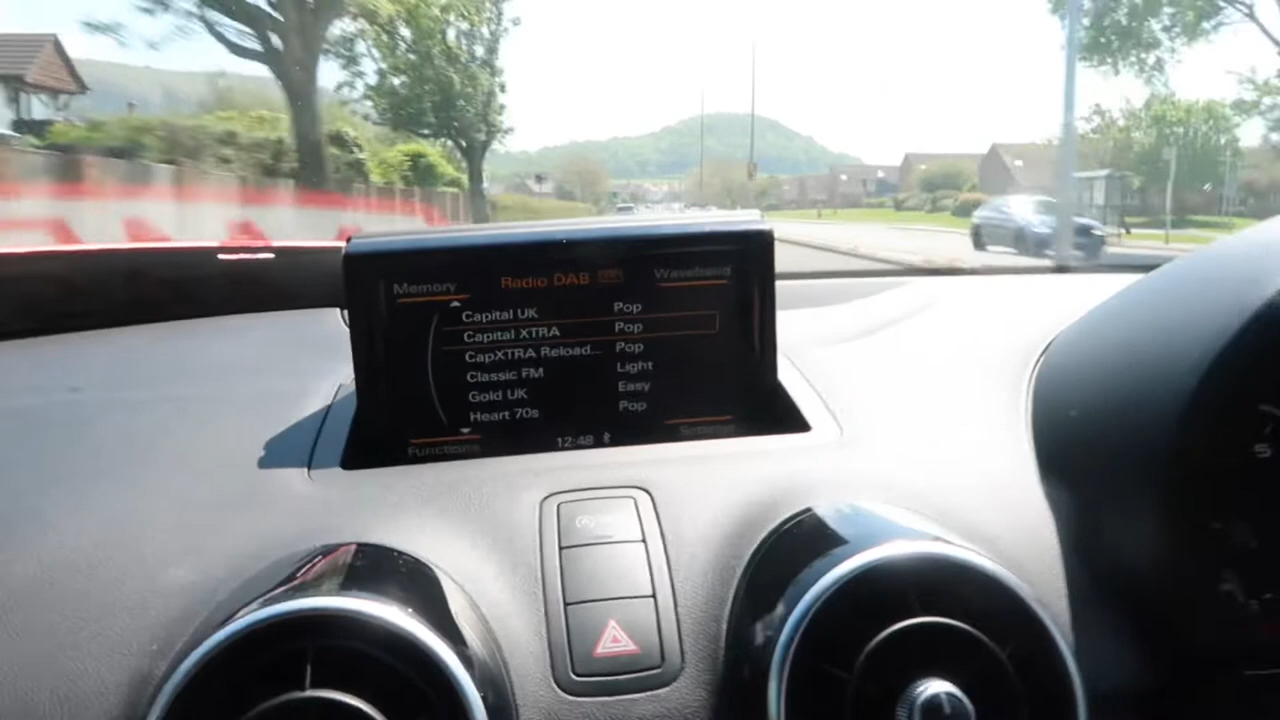 Memory
Radio DAB
Waveband
Capital UK Pop
Capital XTRA Pop
CapXTRA Reload... Pop
Classic FM Light
Gold UK Easy
Heart 70s Pop
Functions
12:48
5